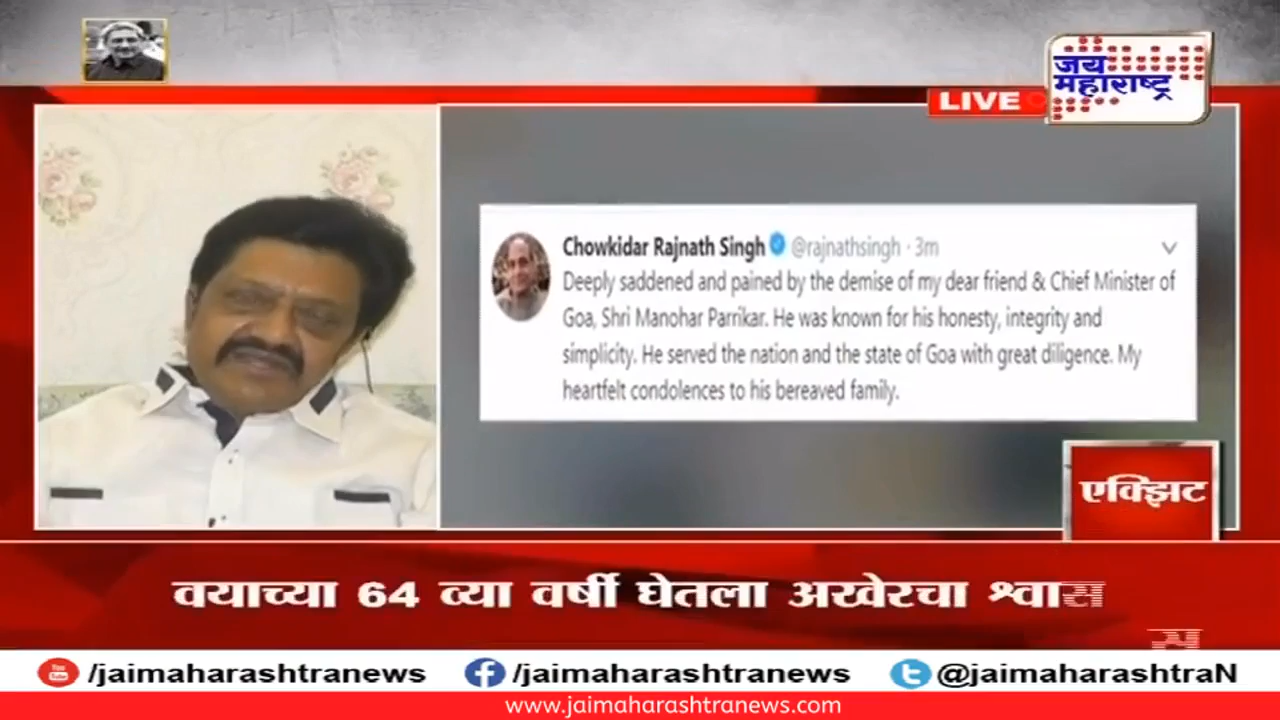 जय
महाराष्ट्र
LIVE
Chowkidar Rajnath Singh @rajnathsingh · 3m
Deeply saddened and pained by the demise of my dear friend & Chief Minister of
Goa, Shri Manohar Parrikar. He was known for his honesty, integrity and
simplicity. He served the nation and the state of Goa with great diligence. My
heartfelt condolences to his bereaved family.
एक्झिट
वयाच्या 64 व्या वर्षी घेतला अखेरचा श्वास
/jaimaharashtranews /jaimaharashtranews @jaimaharashtraN
www.jaimaharashtranews.com